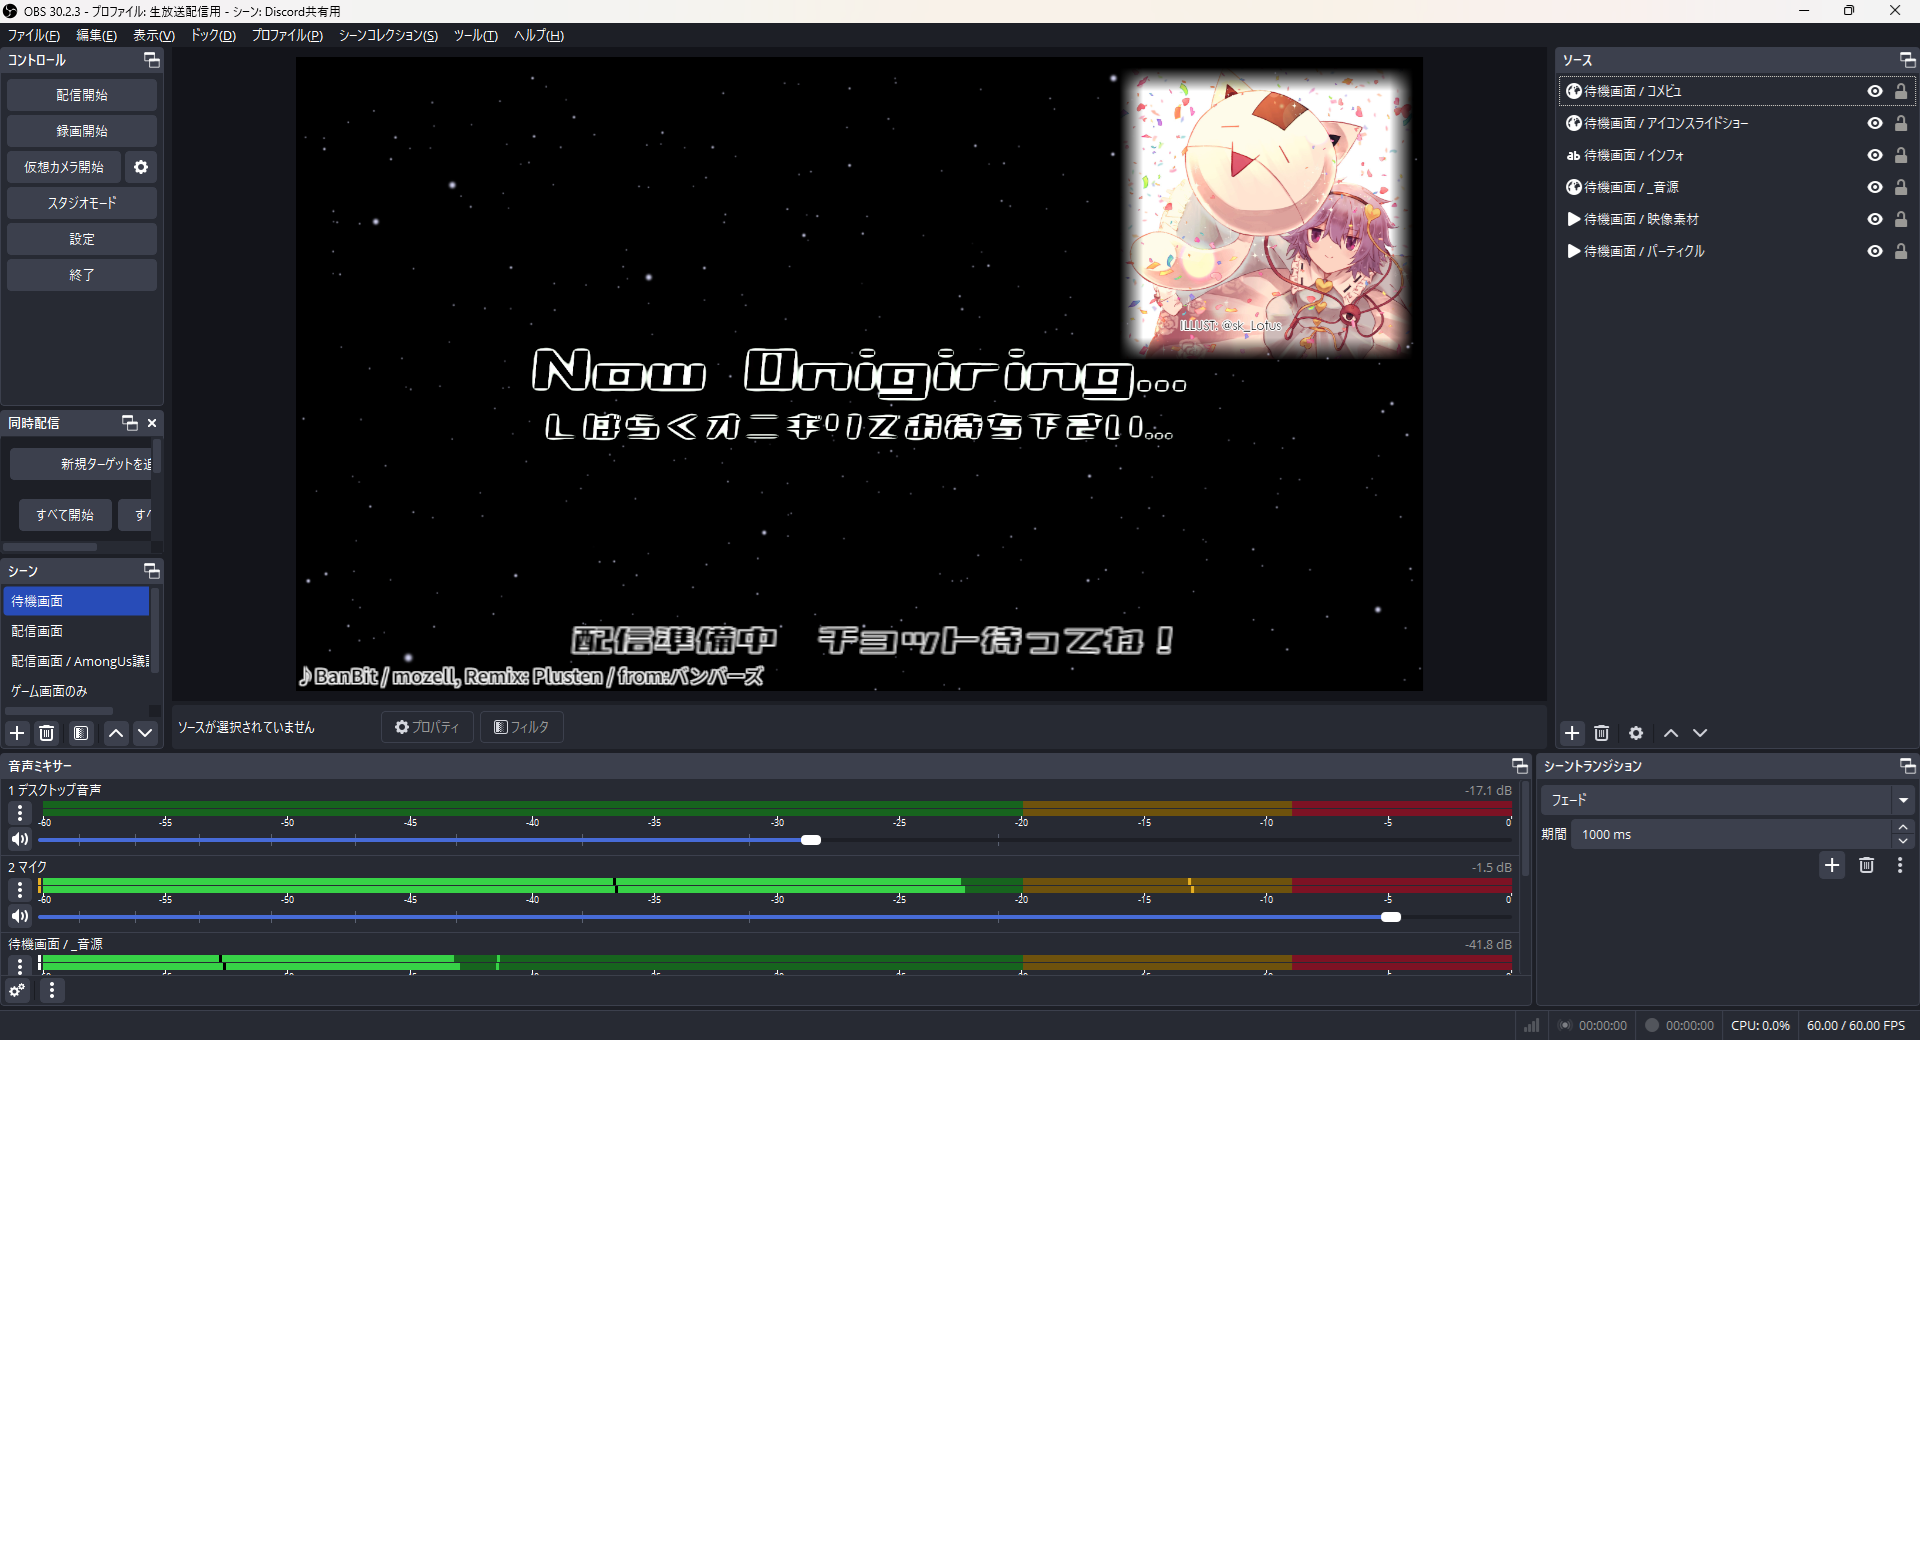 OBS 30.2.3 - プロファイル: 生放送配信用 - シーン: Discord共有用
ファイル(F) 編集(E) 表示(V) ドック(D) プロファイル(P) シーンコレクション(S) ツール(T) ヘルプ(H)
コントロール
配信開始
録画開始
仮想カメラ開始
スタジオモード
設定
終了
同時配信
新規ターゲットを追
すべて開始 すべ
シーン
待機画面
配信画面
配信画面 / AmongUs議
ゲーム画面のみ
ILLUST: @sk_Lotus
Now Onigiring...
しばらくオニギリてお待ち下さい...
配信準備中 チョット待ってね！
♪BanBit / mozell, Remix: Plusten / from:バンバーズ
ソースが選択されていません プロパティ フィルタ
ソース
待機画面 / コメビュ
待機画面 / アイコンスライドショー
ab 待機画面 / インフォ
待機画面 / _音源
待機画面 / 映像素材
待機画面 / パーティクル
音声ミキサー
1 デスクトップ音声 -17.1 dB
-60 -55 -50 -45 -40 -35 -30 -25 -20 -15 -10 -5 0
2 マイク -1.5 dB
-60 -55 -50 -45 -40 -35 -30 -25 -20 -15 -10 -5 0
待機画面 / _音源 -41.8 dB
シーントランジション
フェード
期間 1000 ms
00:00:00 00:00:00 CPU: 0.0% 60.00 / 60.00 FPS